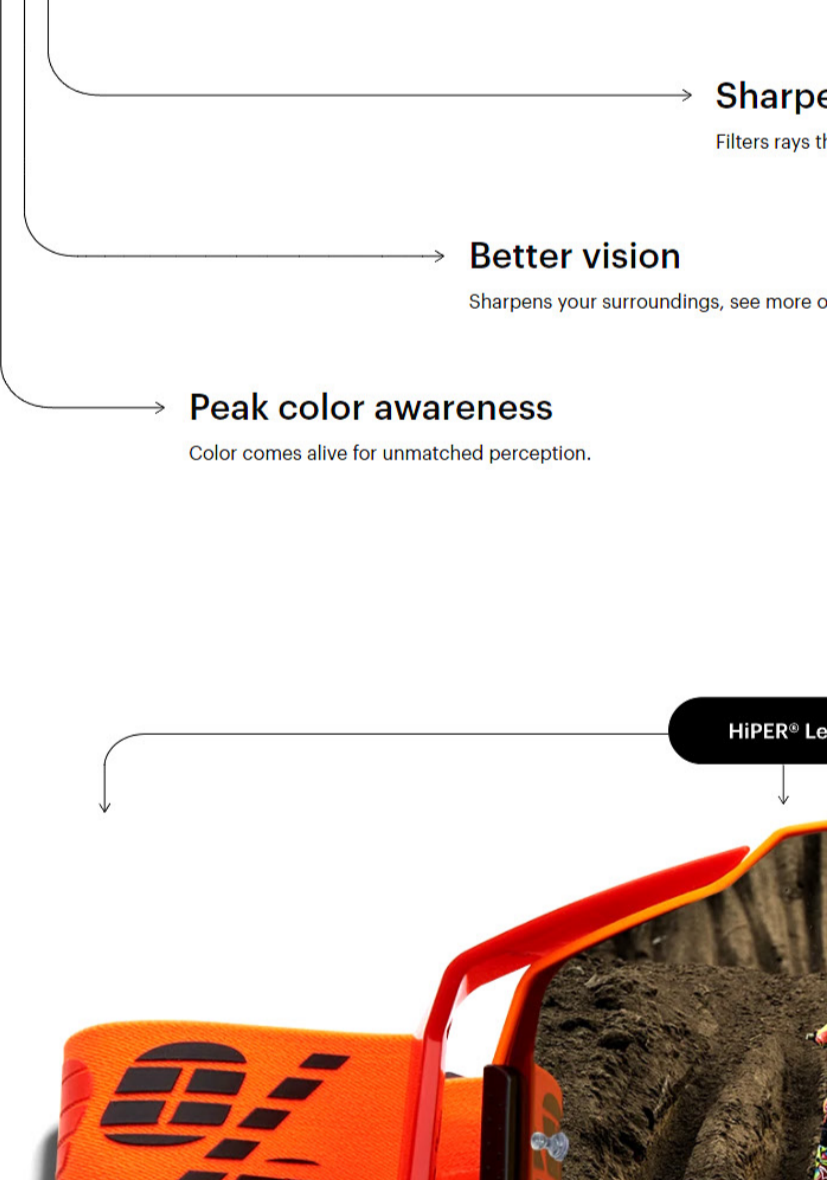 Sharpe
Filters rays th
Better vision
Sharpens your surroundings, see more o
Peak color awareness
Color comes alive for unmatched perception.
HiPER® Le